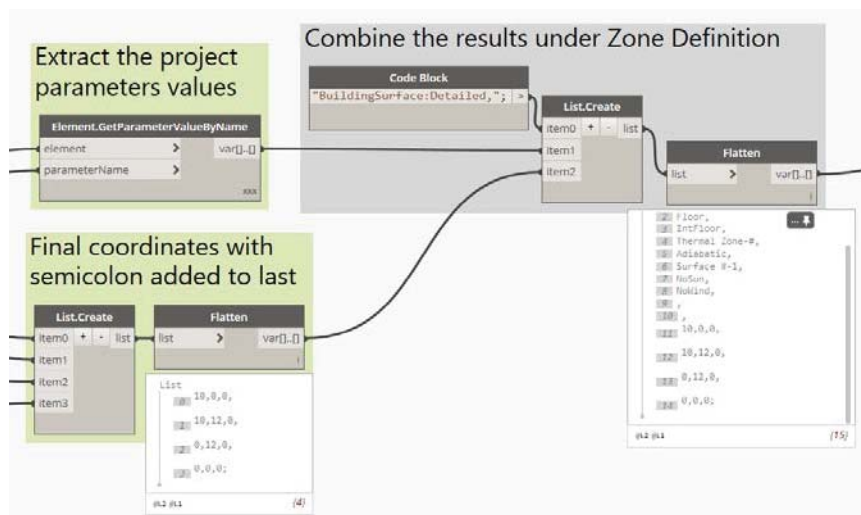 Extract the project
parameters values
Element.GetParameterValueByName
element > var[]..[]
parameterName >
xxx
Combine the results under Zone Definition
Code Block
"BuildingSurface:Detailed,"; >
List.Create
item0 + - list
item1
item2
Flatten
list > var[]..[]
2 Floor,
3 IntFloor,
4 Thermal Zone-#,
5 Adiabatic,
6 Surface #-1,
7 NoSun,
8 NoWind,
9 ,
10 ,
11 10,0,0,
12 10,12,0,
13 0,12,0,
14 0,0,0;
@L2 @L1 {15}
Final coordinates with
semicolon added to last
List.Create
item0 + - list
item1
item2
item3
Flatten
list > var[]..[]
List
0 10,0,0,
1 10,12,0,
2 0,12,0,
3 0,0,0;
@L2 @L1 {4}